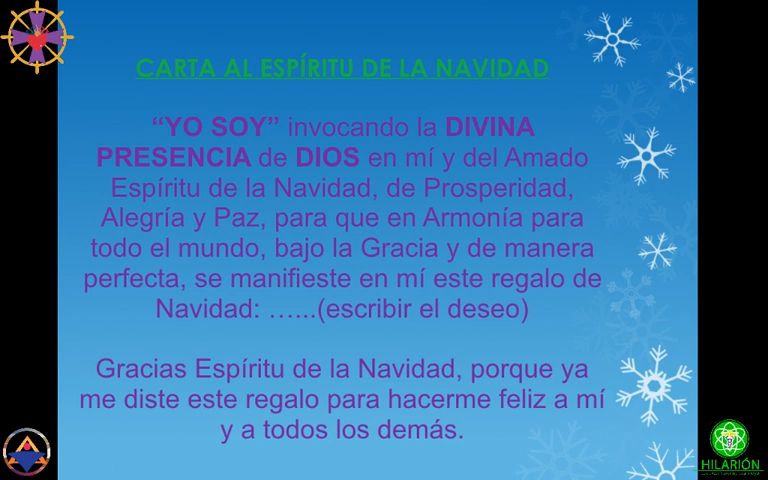 CARTA AL ESPÍRITU DE LA NAVIDAD
“YO SOY” invocando la DIVINA
PRESENCIA de DIOS en mí y del Amado
Espíritu de la Navidad, de Prosperidad,
Alegría y Paz, para que en Armonía para
todo el mundo, bajo la Gracia y de manera
perfecta, se manifieste en mí este regalo de
Navidad: …...(escribir el deseo)
Gracias Espíritu de la Navidad, porque ya
me diste este regalo para hacerme feliz a mí
y a todos los demás.
HILARIÓN